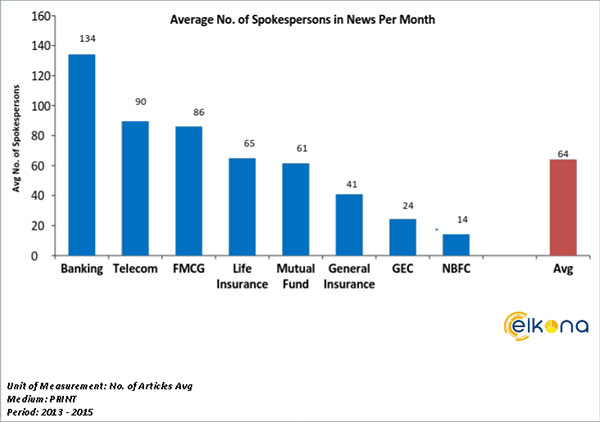 Average No. of Spokespersons in News Per Month
Avg No. of Spokespersons
160
140
120
100
80
60
40
20
0
134
90
86
65
61
41
24
14
64
Banking
Telecom
FMCG
Life
Insurance
Mutual
Fund
General
Insurance
GEC
NBFC
Avg
elkona
Unit of Measurement: No. of Articles Avg
Medium: PRINT
Period: 2013 - 2015